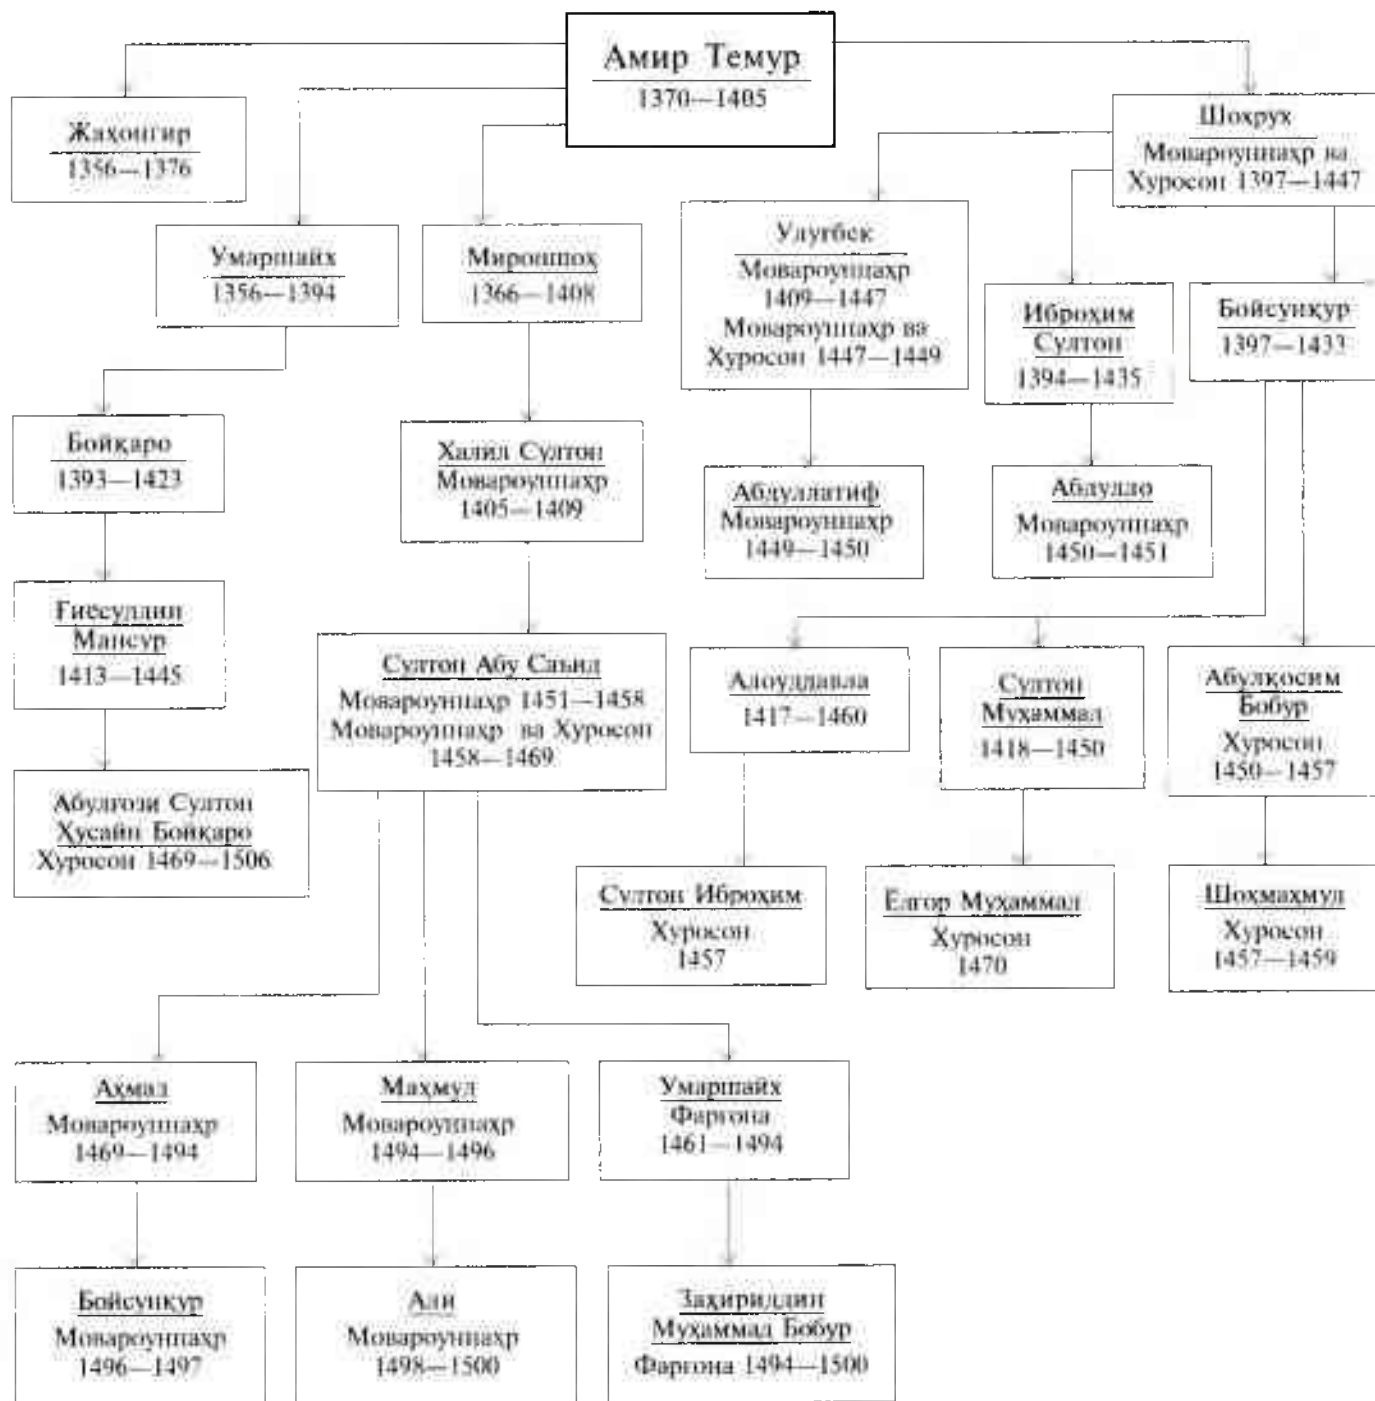 Амир Темур
1370—1405
Жаҳонгир
1356—1376
Шоҳруҳ
Мовароуннаҳр ва
Хуросон 1397—1447
Умаршайх
1356—1394
Мироншоҳ
1366—1408
Улуғбек
Мовароуннаҳр
1409—1447
Мовароуннаҳр ва
Хуросон 1447—1449
Иброҳим
Султон
1394—1435
Бойсунқур
1397—1433
Бойқаро
1393—1423
Халил Султон
Мовароуннаҳр
1405—1409
Абдуллатиф
Мовароуннаҳр
1449—1450
Абдулло
Мовароуннаҳр
1450—1451
Ғиёсуддин
Мансур
1413—1445
Султон Абу Саъид
Мовароуннаҳр 1451—1458
Мовароуннаҳр ва Хуросон
1458—1469
Алоуддавла
1417—1460
Султон
Муҳаммад
1418—1450
Абулқосим
Бобур
Хуросон
1450—1457
Абулғози Султон
Ҳусайн Бойқаро
Хуросон 1469—1506
Султон Иброҳим
Хуросон
1457
Ёдгор Муҳаммад
Хуросон
1470
Шоҳмаҳмуд
Хуросон
1457—1459
Аҳмад
Мовароуннаҳр
1469—1494
Маҳмуд
Мовароуннаҳр
1494—1496
Умаршайх
Фарғона
1461—1494
Бойсунқур
Мовароуннаҳр
1496—1497
Али
Мовароуннаҳр
1498—1500
Заҳириддин
Муҳаммад Бобур
Фарғона 1494—1500